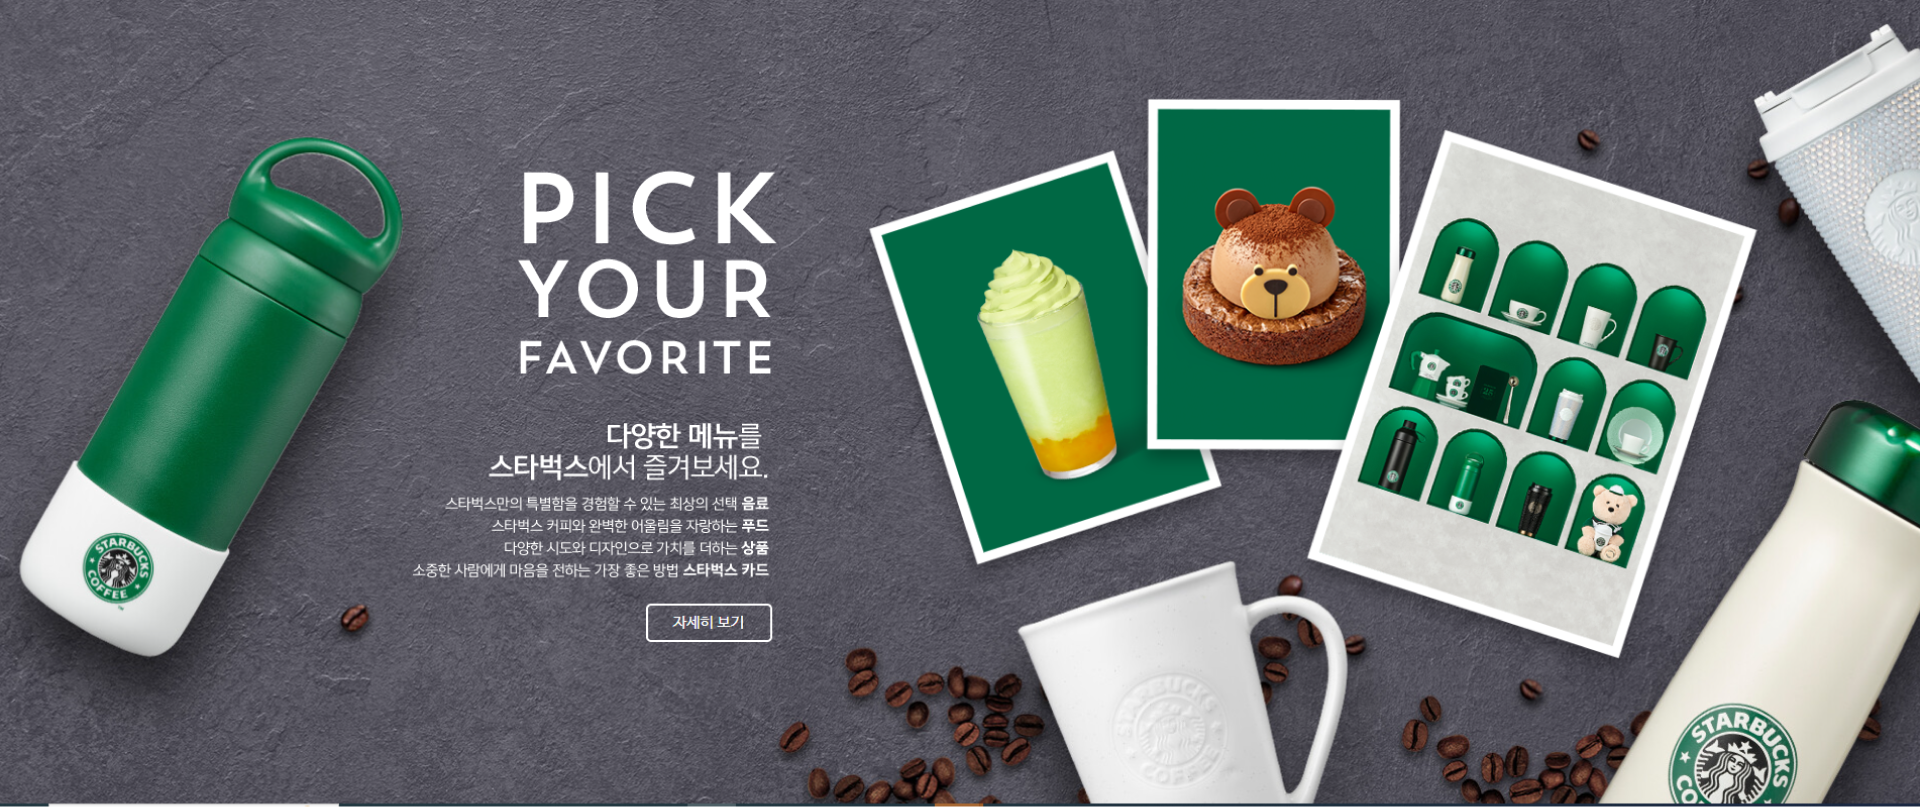 PICK
YOUR
FAVORITE
다양한 메뉴를
스타벅스에서 즐겨보세요.
스타벅스만의 특별함을 경험할 수 있는 최상의 선택 음료
스타벅스 커피와 완벽한 어울림을 자랑하는 푸드
다양한 시도와 디자인으로 가치를 더하는 상품
소중한 사람에게 마음을 전하는 가장 좋은 방법 스타벅스 카드
자세히 보기
STARBUCKS
COFFEE
TM
STARBUCKS
COFFEE
STARBUCKS
CO